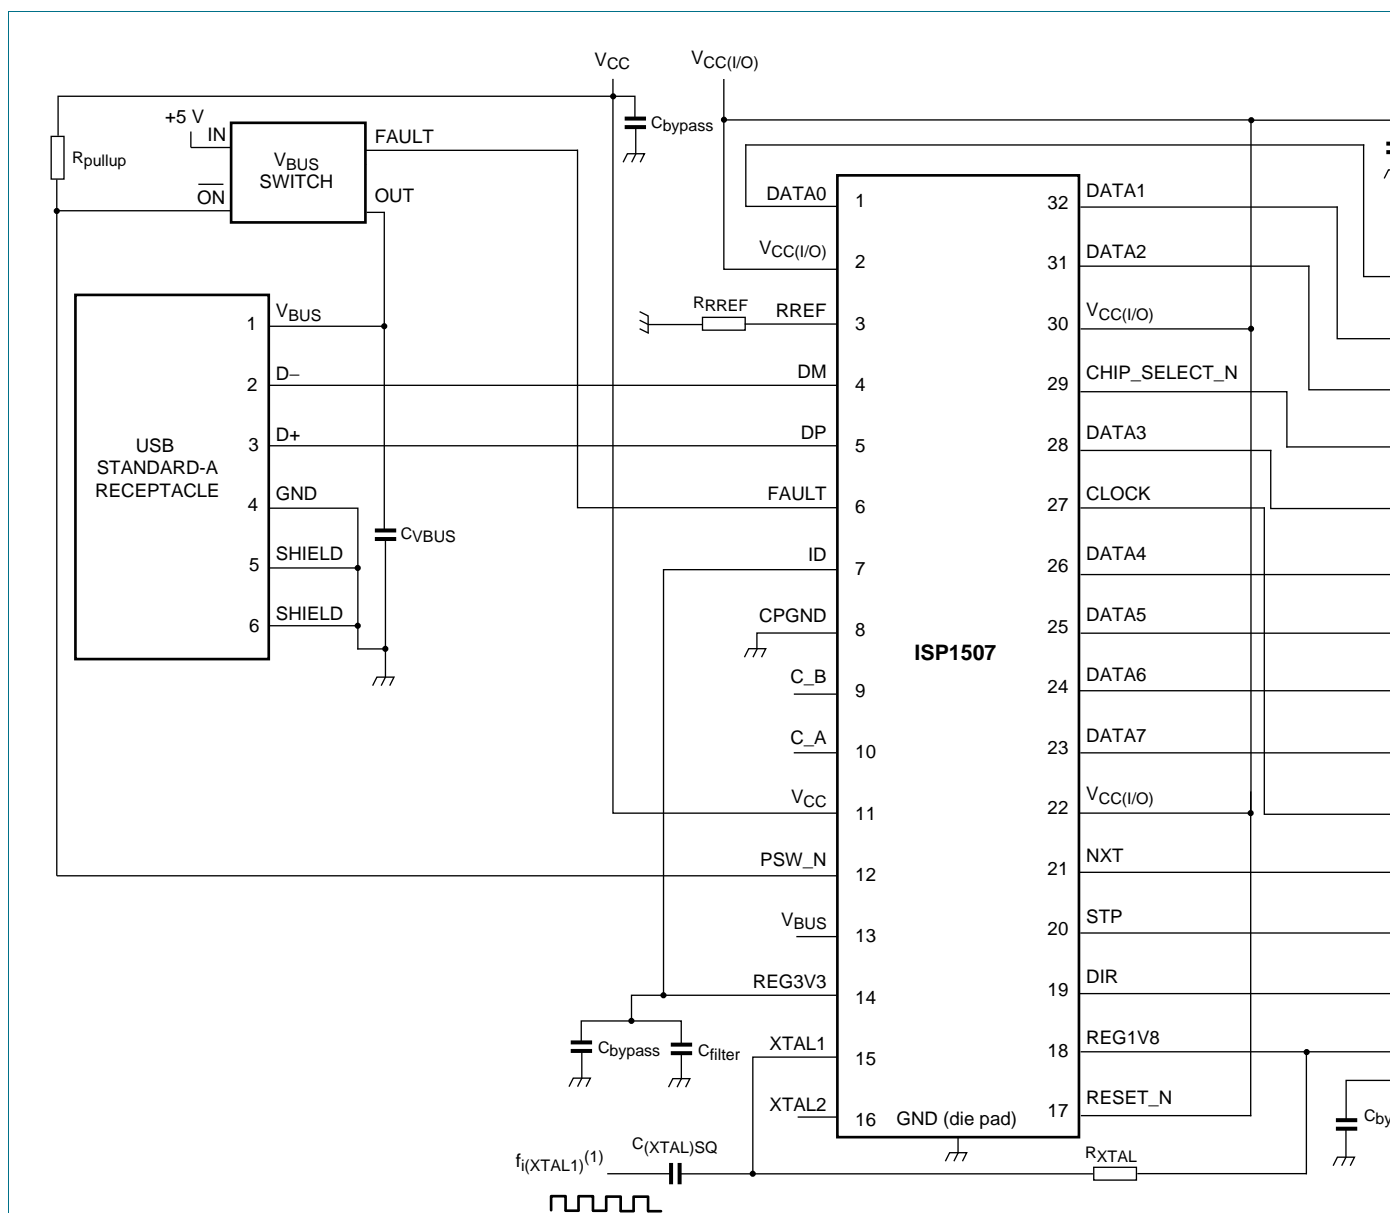 VCC
VCC(I/O)
+5 V
IN
FAULT
Cbypass
Rpullup
VBUS
SWITCH
ON
OUT
DATA0
1
32
DATA1
VCC(I/O)
2
31
DATA2
VBUS
1
RRREF
RREF
3
30
VCC(I/O)
D–
2
DM
4
29
CHIP_SELECT_N
D+
3
DP
5
28
DATA3
USB
STANDARD-A
RECEPTACLE
GND
4
FAULT
6
27
CLOCK
CVBUS
SHIELD
5
ID
7
26
DATA4
SHIELD
6
CPGND
8
25
DATA5
ISP1507
C_B
9
24
DATA6
C_A
10
23
DATA7
VCC
11
22
VCC(I/O)
PSW_N
12
21
NXT
VBUS
13
20
STP
REG3V3
14
19
DIR
Cbypass
Cfilter
XTAL1
15
18
REG1V8
XTAL2
16
GND (die pad)
17
RESET_N
Cby
fi(XTAL1)(1)
C(XTAL)SQ
RXTAL